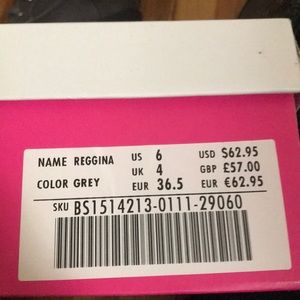 NAME REGGINA US 6 USD $62.95
UK 4 GBP £57.00
COLOR GREY EUR 36.5 EUR €62.95
SKU BS1514213-0111-29060